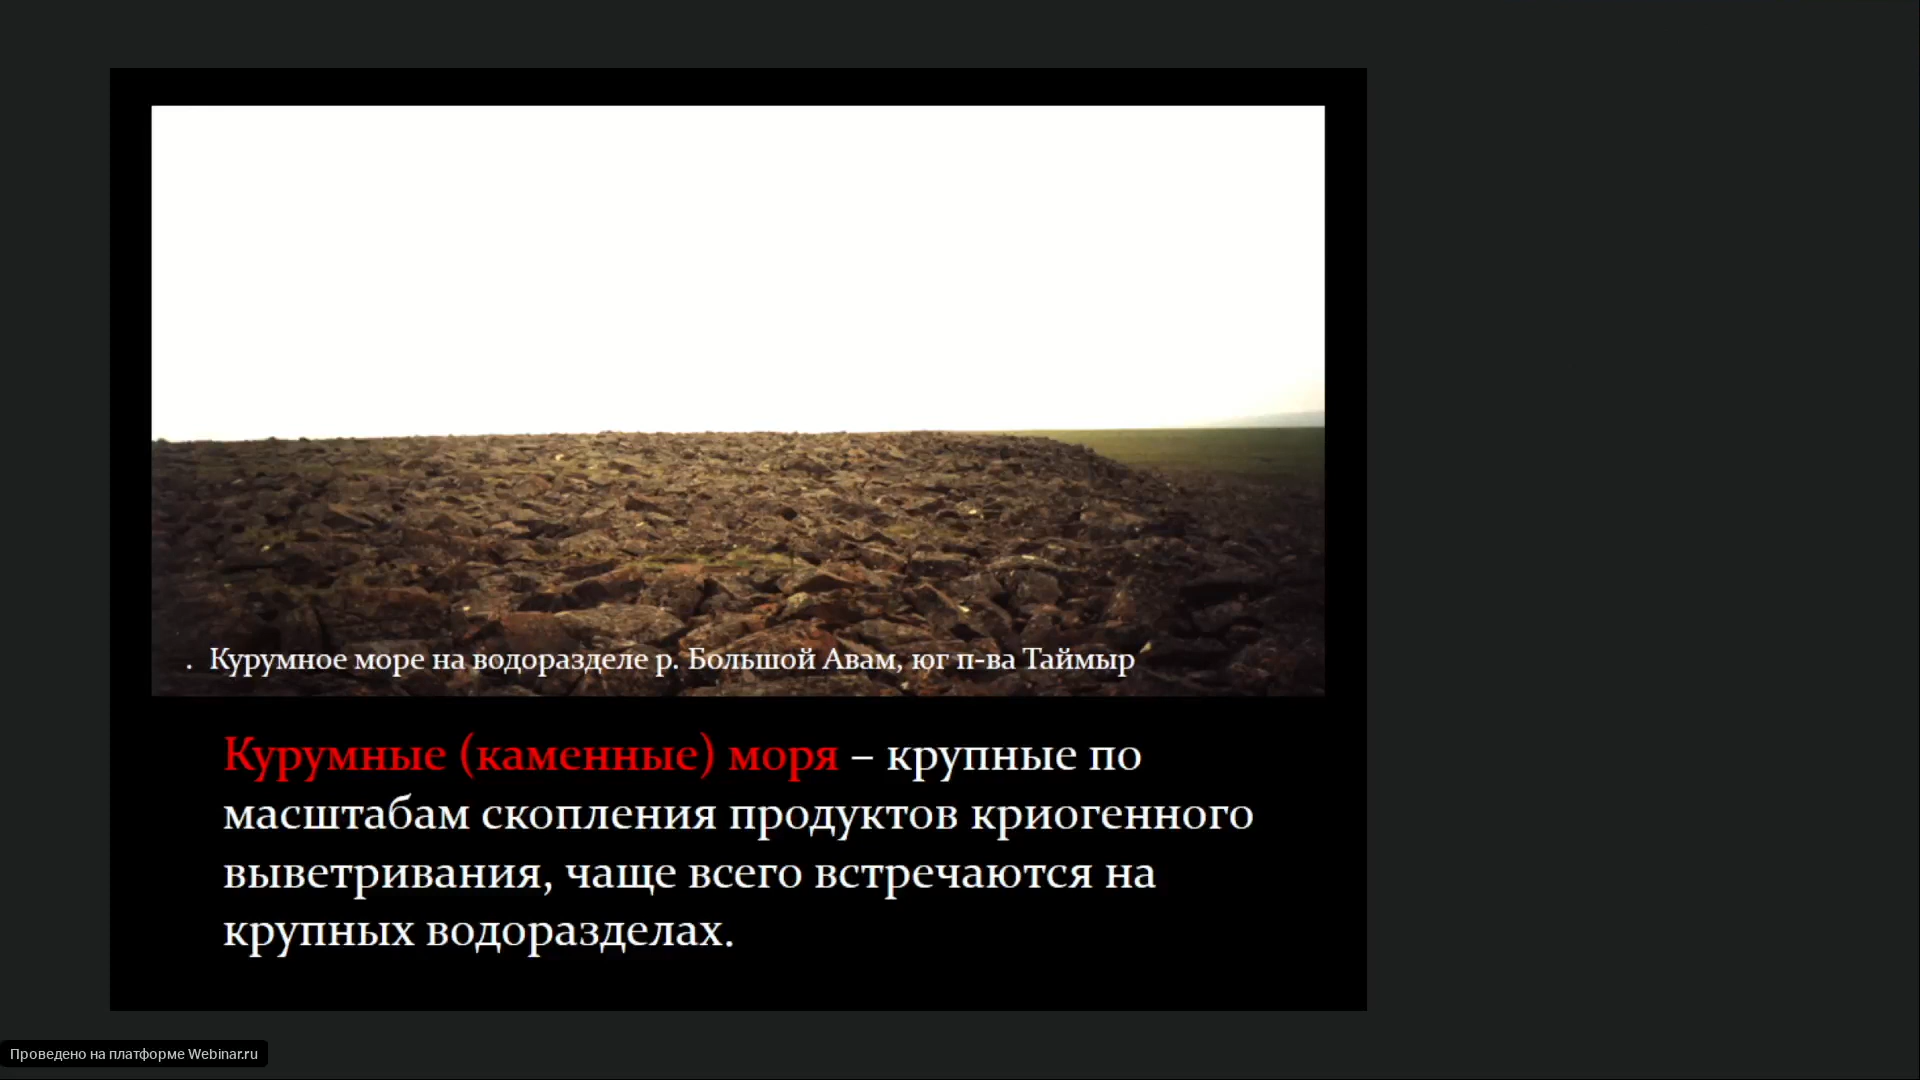 . Курумное море на водоразделе р. Большой Авам, юг п-ва Таймыр
Курумные (каменные) моря – крупные по
масштабам скопления продуктов криогенного
выветривания, чаще всего встречаются на
крупных водоразделах.
Проведено на платформе Webinar.ru